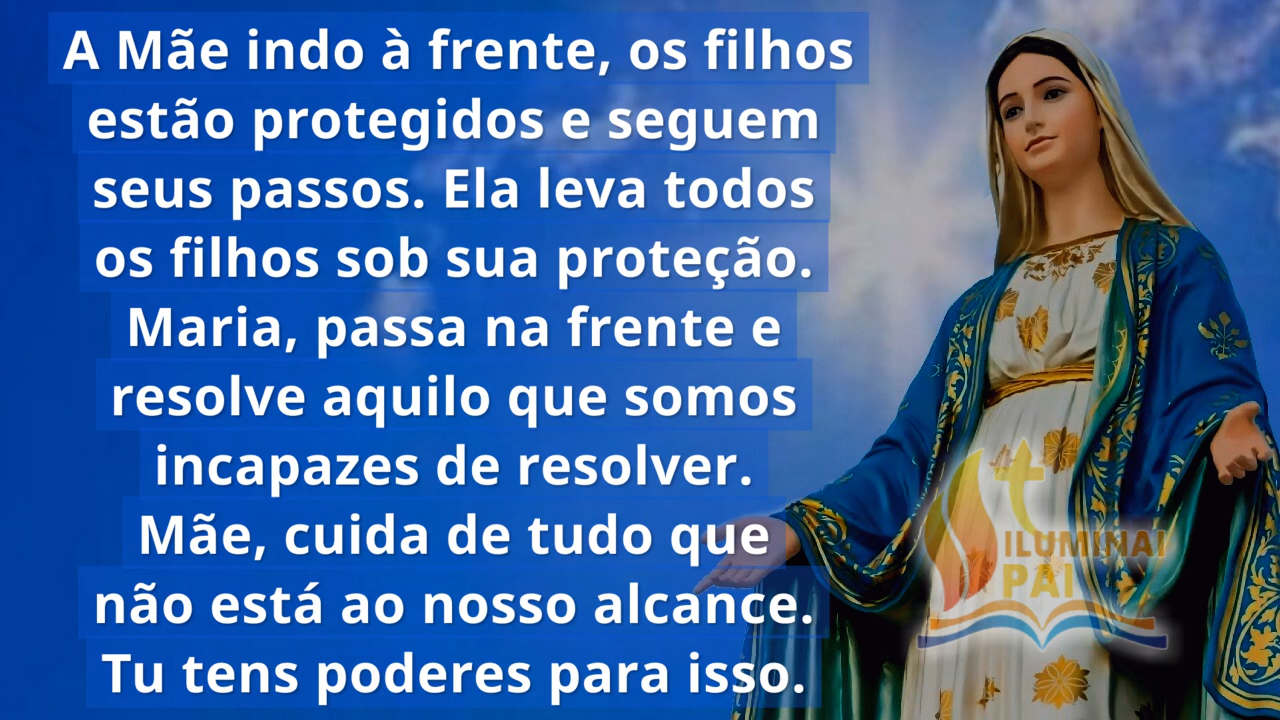 A Mãe indo à frente, os filhos
estão protegidos e seguem
seus passos. Ela leva todos
os filhos sob sua proteção.
Maria, passa na frente e
resolve aquilo que somos
incapazes de resolver.
Mãe, cuida de tudo que
não está ao nosso alcance.
Tu tens poderes para isso.
ILUMINAI
PAI